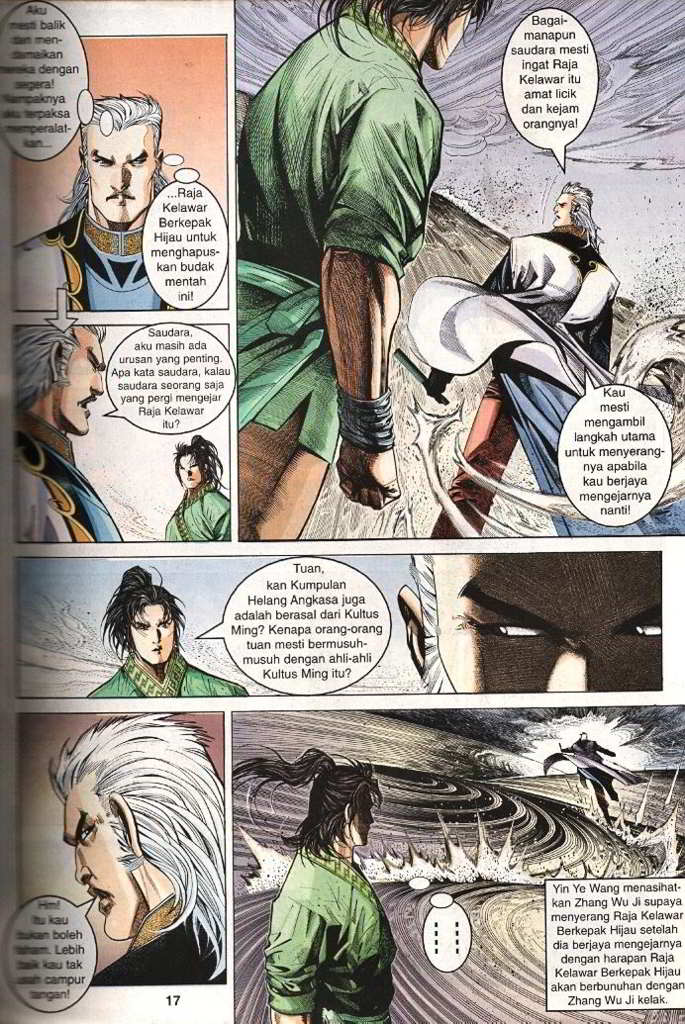 Aku
mesti balik
dan men-
damaikan
mereka dengan
segera!
Nampaknya
aku terpaksa
memperalat-
kan...
...Raja
Kelawar
Berkepak
Hijau untuk
menghapus-
kan budak
mentah
ini!
Bagai-
manapun
saudara mesti
ingat Raja
Kelawar itu
amat licik
dan kejam
orangnya!
Saudara,
aku masih ada
urusan yang penting.
Apa kata saudara, kalau
saudara seorang saja
yang pergi mengejar
Raja Kelawar
itu?
Kau
mesti
mengambil
langkah utama
untuk menyerang-
nya apabila
kau berjaya
mengejarnya
nanti!
Tuan,
kan Kumpulan
Helang Angkasa juga
adalah berasal dari Kultus
Ming? Kenapa orang-orang
tuan mesti bermusuh-
musuh dengan ahli-ahli
Kultus Ming itu?
Hm!
Itu kau
bukan boleh
faham. Lebih
baik kau tak
usah campur
tangan!
Yin Ye Wang menasihat-
kan Zhang Wu Ji supaya
menyerang Raja Kelawar
Berkepak Hijau setelah
dia berjaya mengejarnya
dengan harapan Raja
Kelawar Berkepak Hijau
akan berbunuhan dengan
Zhang Wu Ji kelak.
17